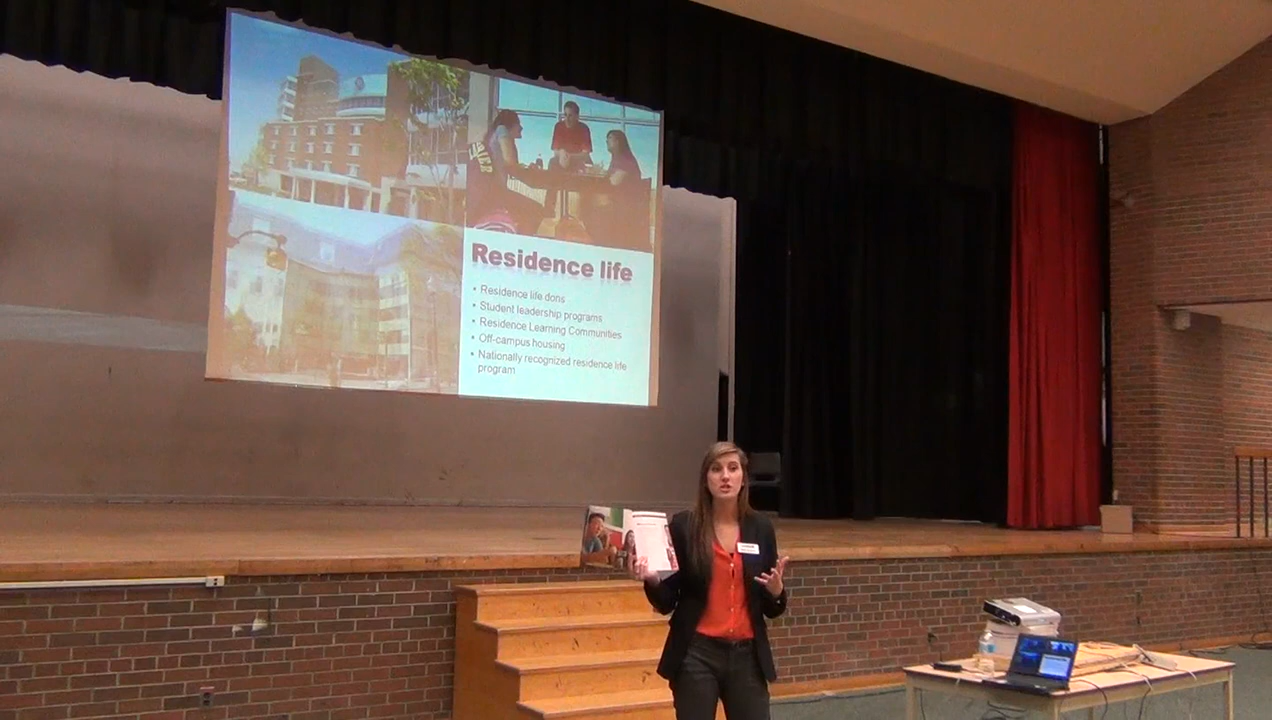 Residence life
• Residence life dons
• Student leadership programs
• Residence Learning Communities
• Off-campus housing
• Nationally recognized residence life
program